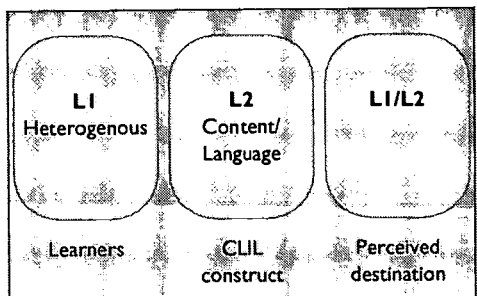 L1
Heterogenous
L2
Content/
Language
L1/L2
Learners
CLIL
construct
Perceived
destination